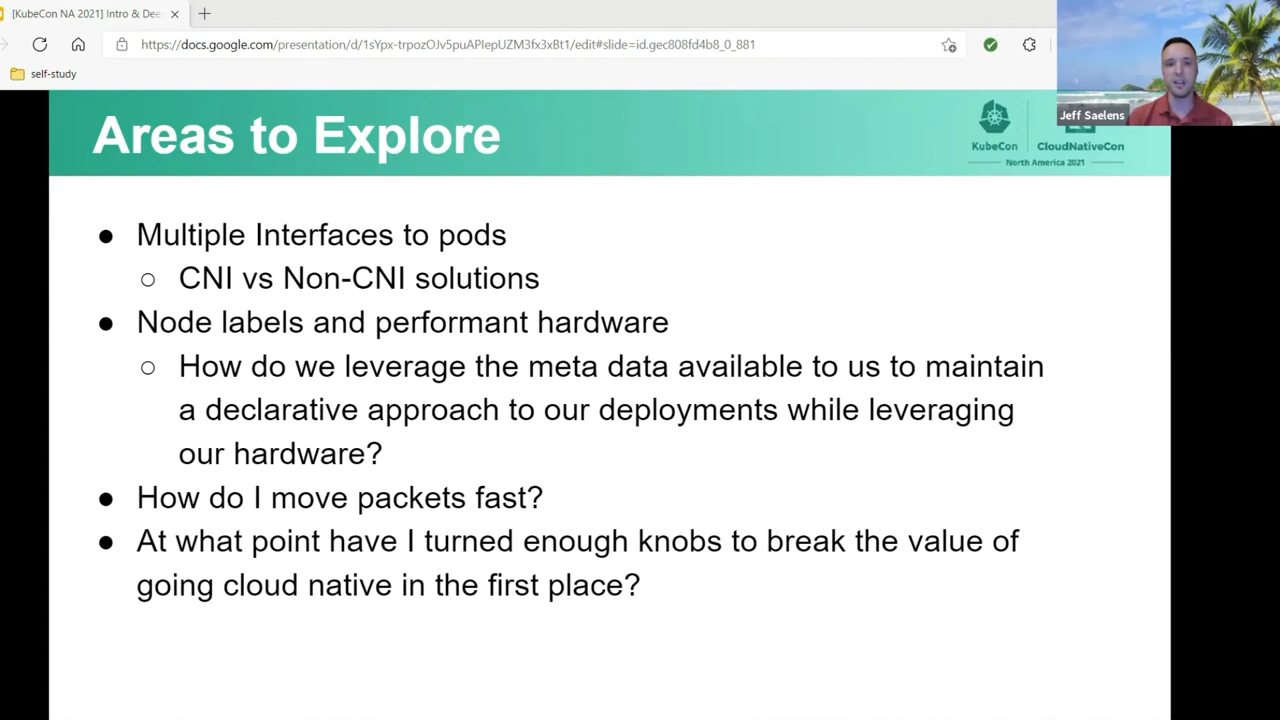 [KubeCon NA 2021] Intro & Dee
https://docs.google.com/presentation/d/1sYpx-trpozOJv5puAPIepUZM3fx3xBt1/edit#slide=id.gec808fd4b8_0_881
self-study
Jeff Saelens
Areas to Explore
KubeCon
CloudNativeCon
North America 2021
● Multiple Interfaces to pods
○ CNI vs Non-CNI solutions
● Node labels and performant hardware
○ How do we leverage the meta data available to us to maintain
a declarative approach to our deployments while leveraging
our hardware?
● How do I move packets fast?
● At what point have I turned enough knobs to break the value of
going cloud native in the first place?